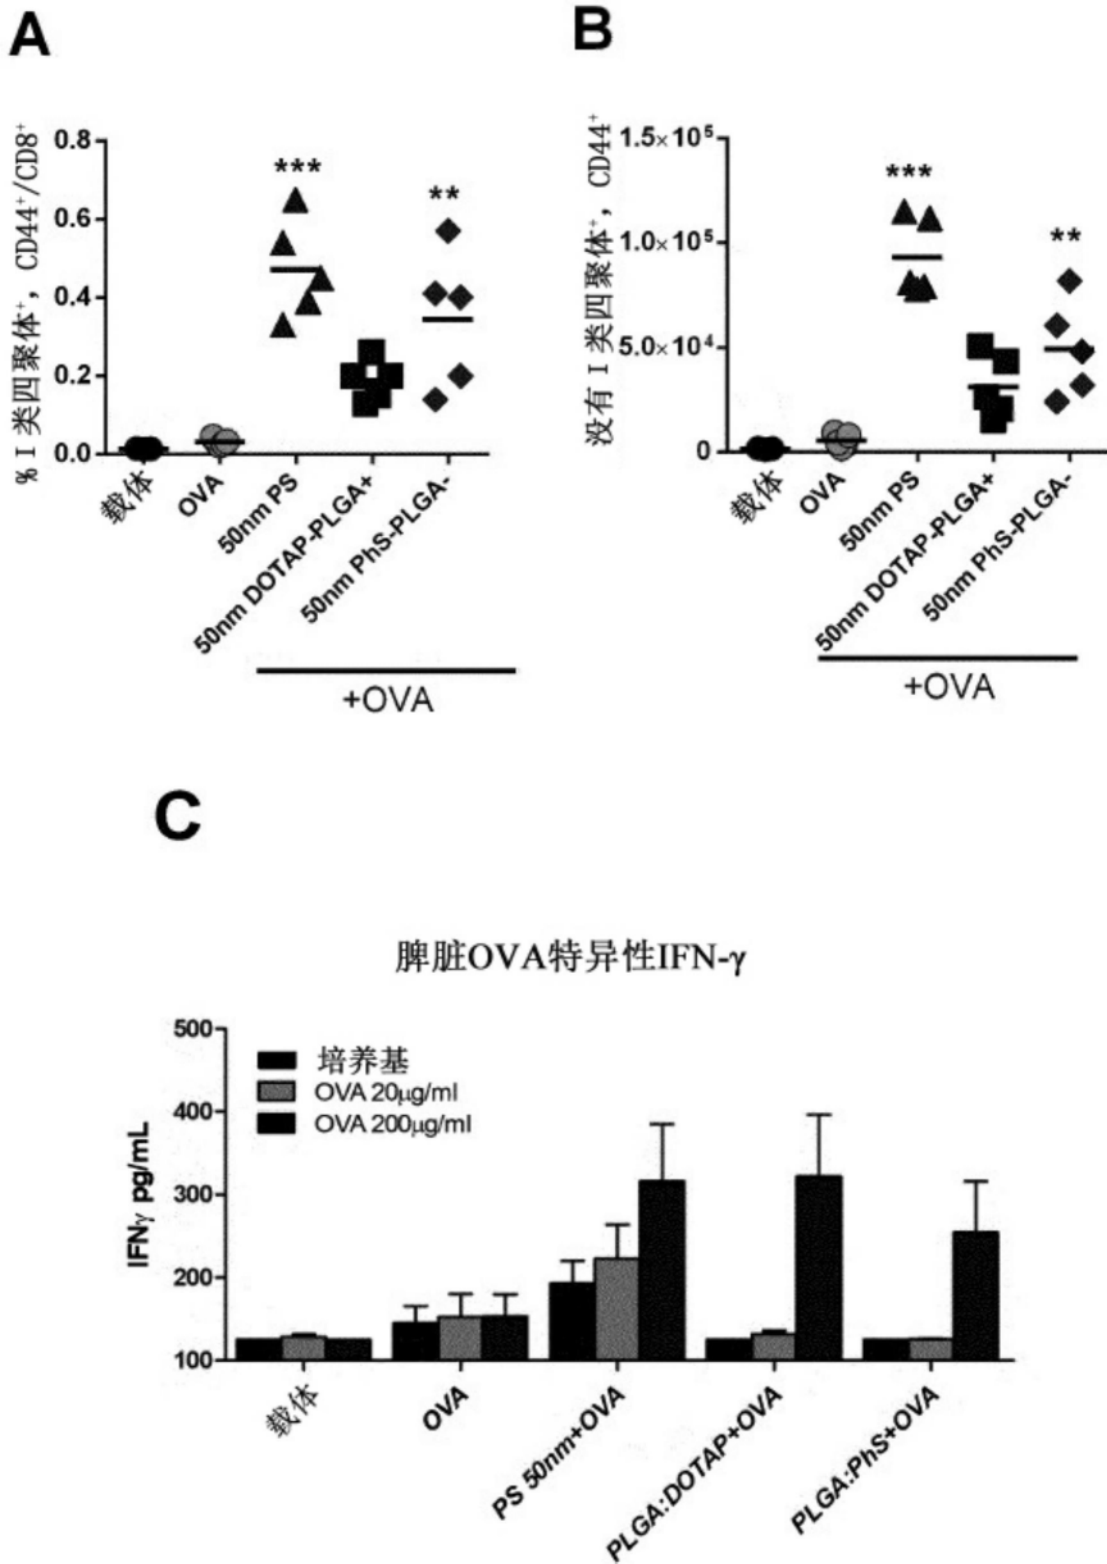 A
% I 类四聚体⁺, CD44⁺/CD8⁺
0.8
0.6
0.4
0.2
0.0
***
**
载体
OVA
50nm PS
50nm DOTAP-PLGA+
50nm PhS-PLGA-
+OVA
B
没有 I 类四聚体⁺, CD44⁺
1.5×10⁵
1.0×10⁵
5.0×10⁴
0
***
**
载体
OVA
50nm PS
50nm DOTAP-PLGA+
50nm PhS-PLGA-
+OVA
C
脾脏OVA特异性IFN-γ
IFNγ pg/mL
500
400
300
200
100
培养基
OVA 20μg/ml
OVA 200μg/ml
载体
OVA
PS 50nm+OVA
PLGA:DOTAP+OVA
PLGA:PhS+OVA